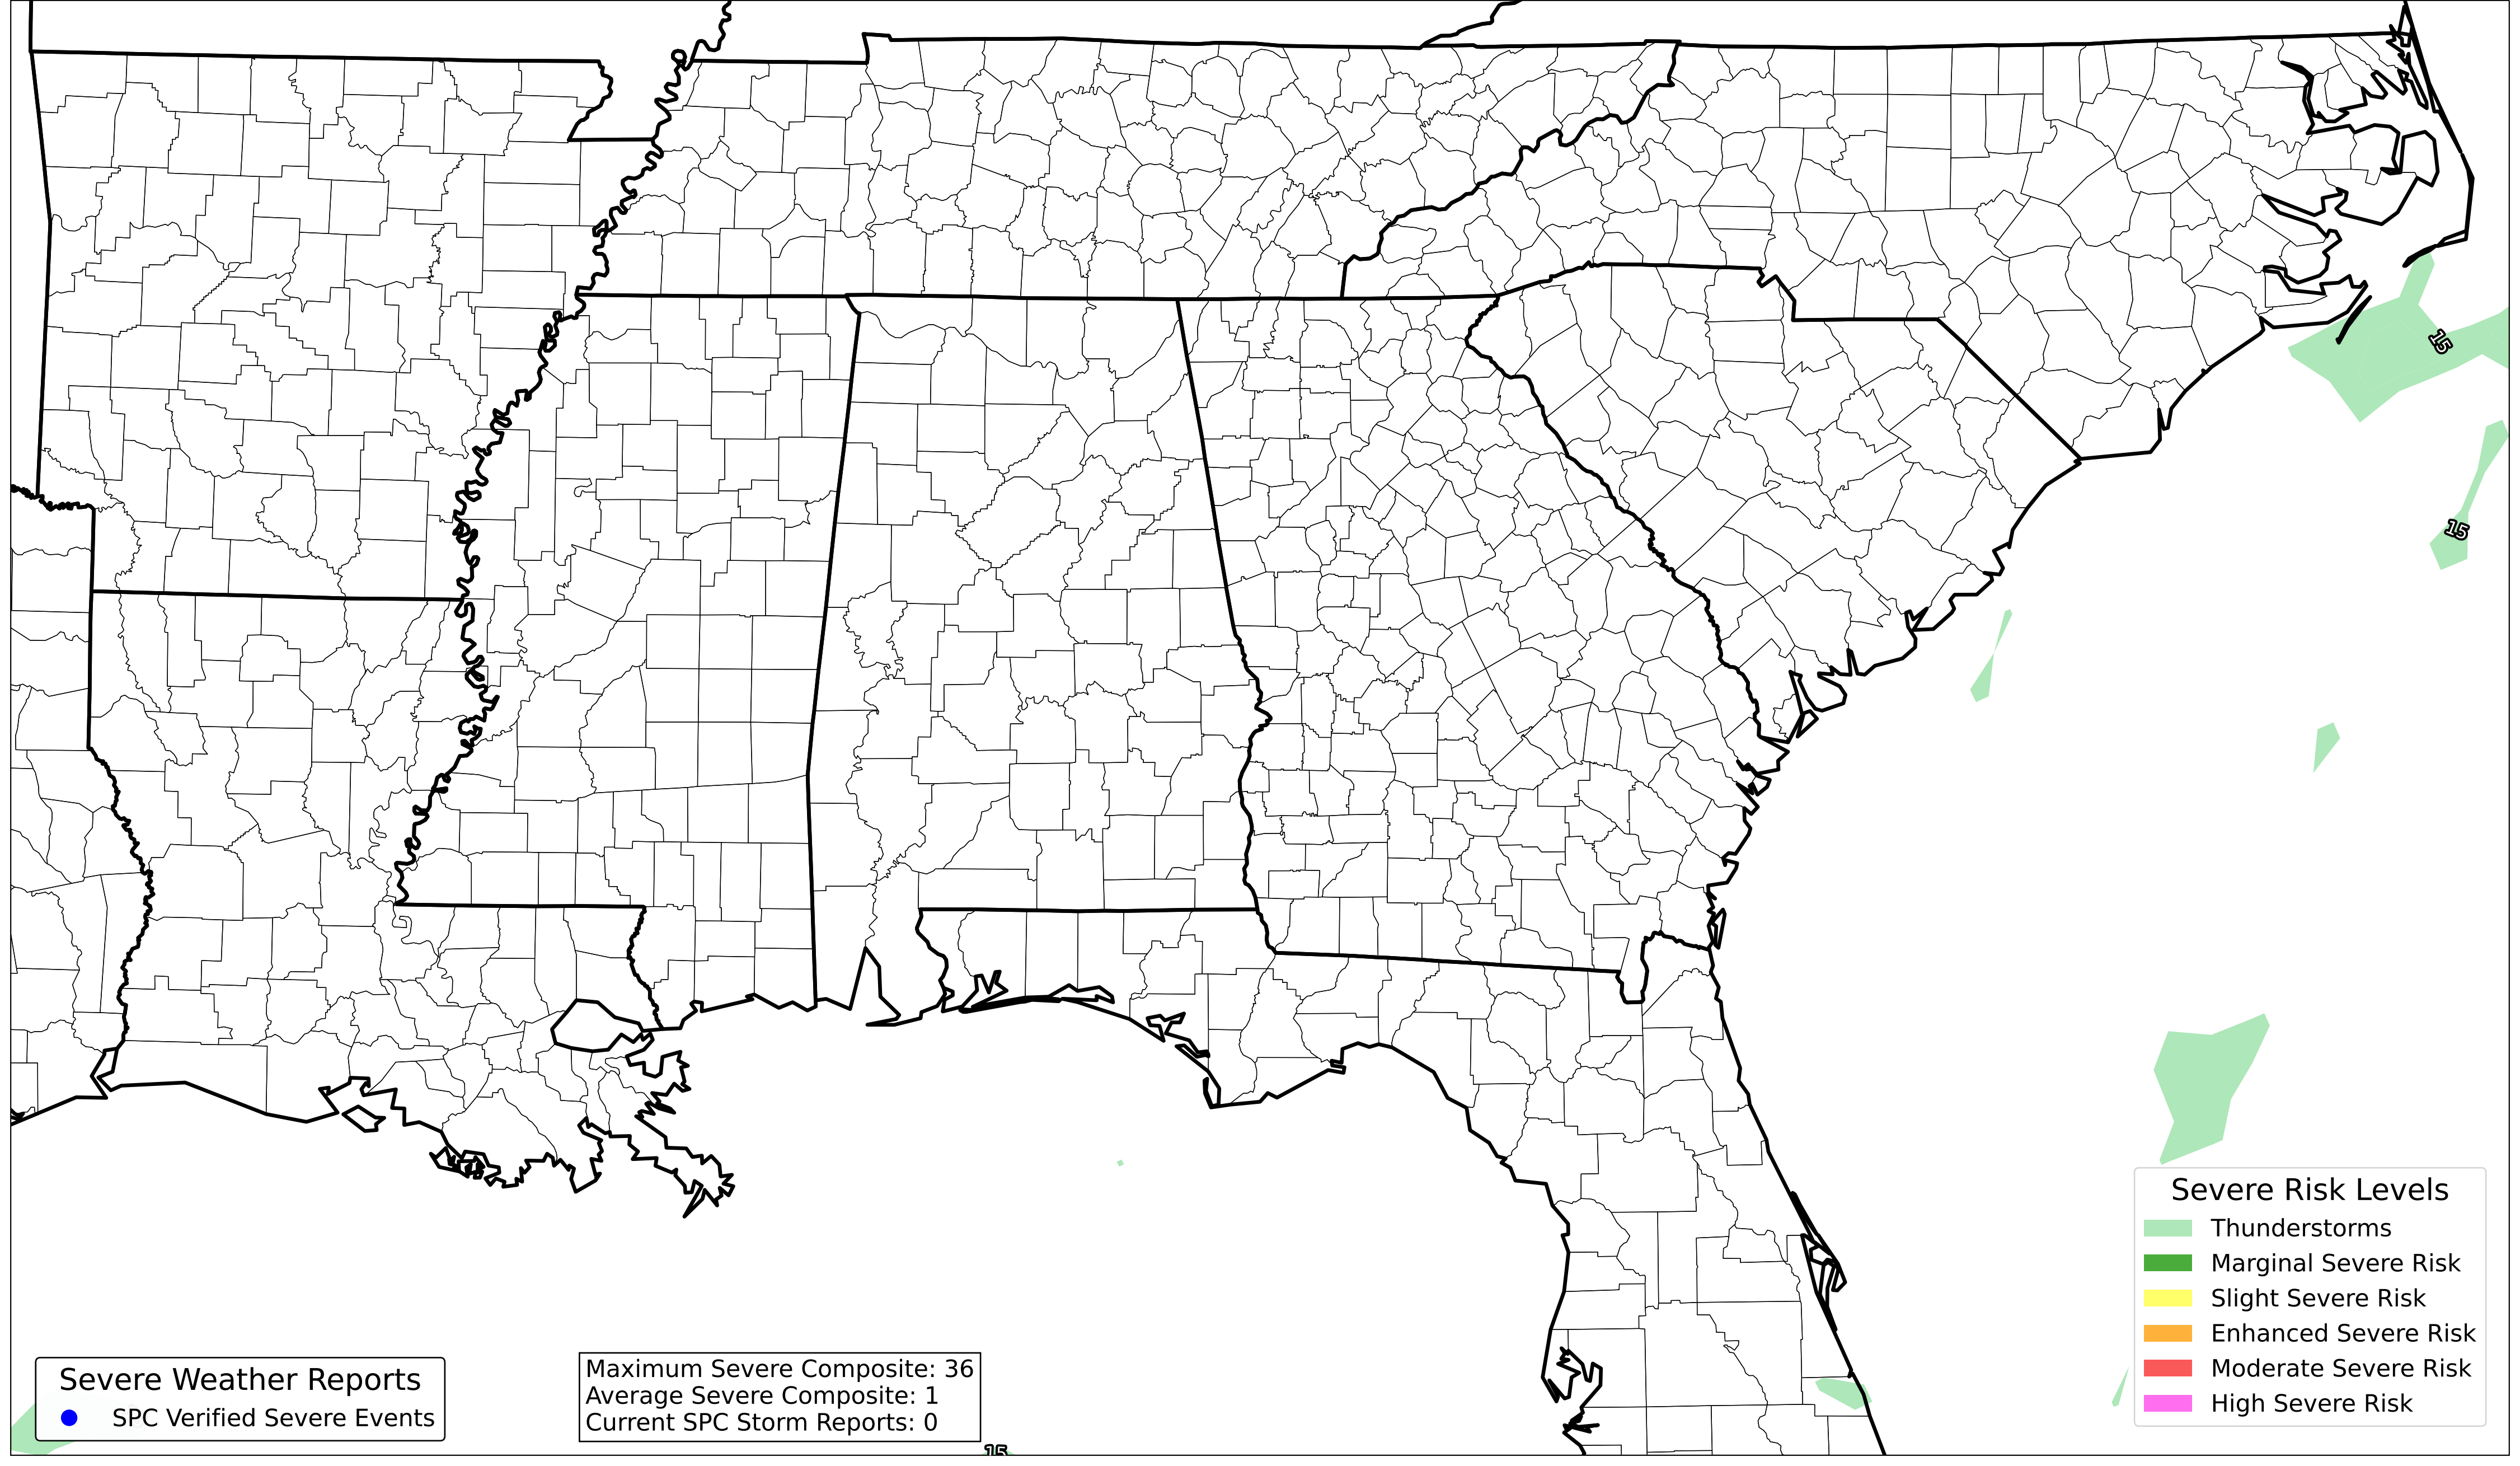 15
15
Severe Risk Levels
Thunderstorms
Marginal Severe Risk
Slight Severe Risk
Enhanced Severe Risk
Moderate Severe Risk
High Severe Risk
Severe Weather Reports
SPC Verified Severe Events
Maximum Severe Composite: 36
Average Severe Composite: 1
Current SPC Storm Reports: 0
15